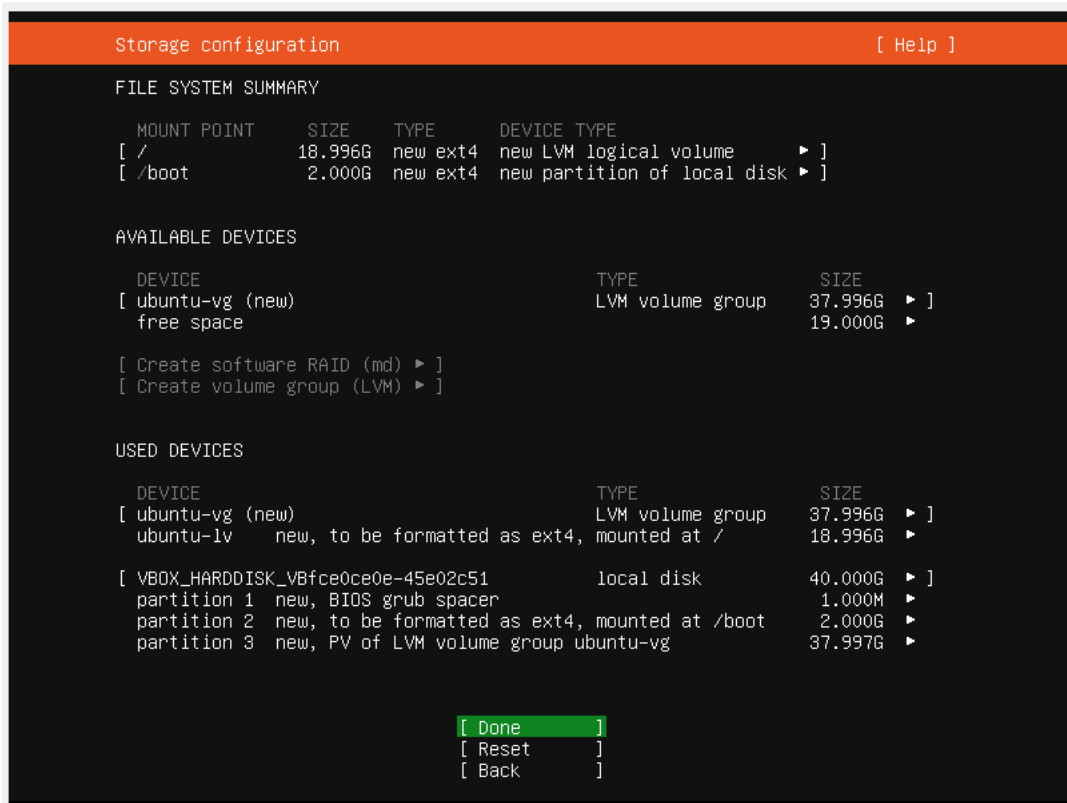 Storage configuration [ Help ]
FILE SYSTEM SUMMARY
MOUNT POINT SIZE TYPE DEVICE TYPE
[ / 18.996G new ext4 new LVM logical volume ▸ ]
[ /boot 2.000G new ext4 new partition of local disk ▸ ]
AVAILABLE DEVICES
DEVICE TYPE SIZE
[ ubuntu-vg (new) LVM volume group 37.996G ▸ ]
free space 19.000G ▸
[ Create software RAID (md) ▸ ]
[ Create volume group (LVM) ▸ ]
USED DEVICES
DEVICE TYPE SIZE
[ ubuntu-vg (new) LVM volume group 37.996G ▸ ]
ubuntu-lv new, to be formatted as ext4, mounted at / 18.996G ▸
[ VBOX_HARDDISK_VBfce0ce0e-45e02c51 local disk 40.000G ▸ ]
partition 1 new, BIOS grub spacer 1.000M ▸
partition 2 new, to be formatted as ext4, mounted at /boot 2.000G ▸
partition 3 new, PV of LVM volume group ubuntu-vg 37.997G ▸
[ Done ]
[ Reset ]
[ Back ]